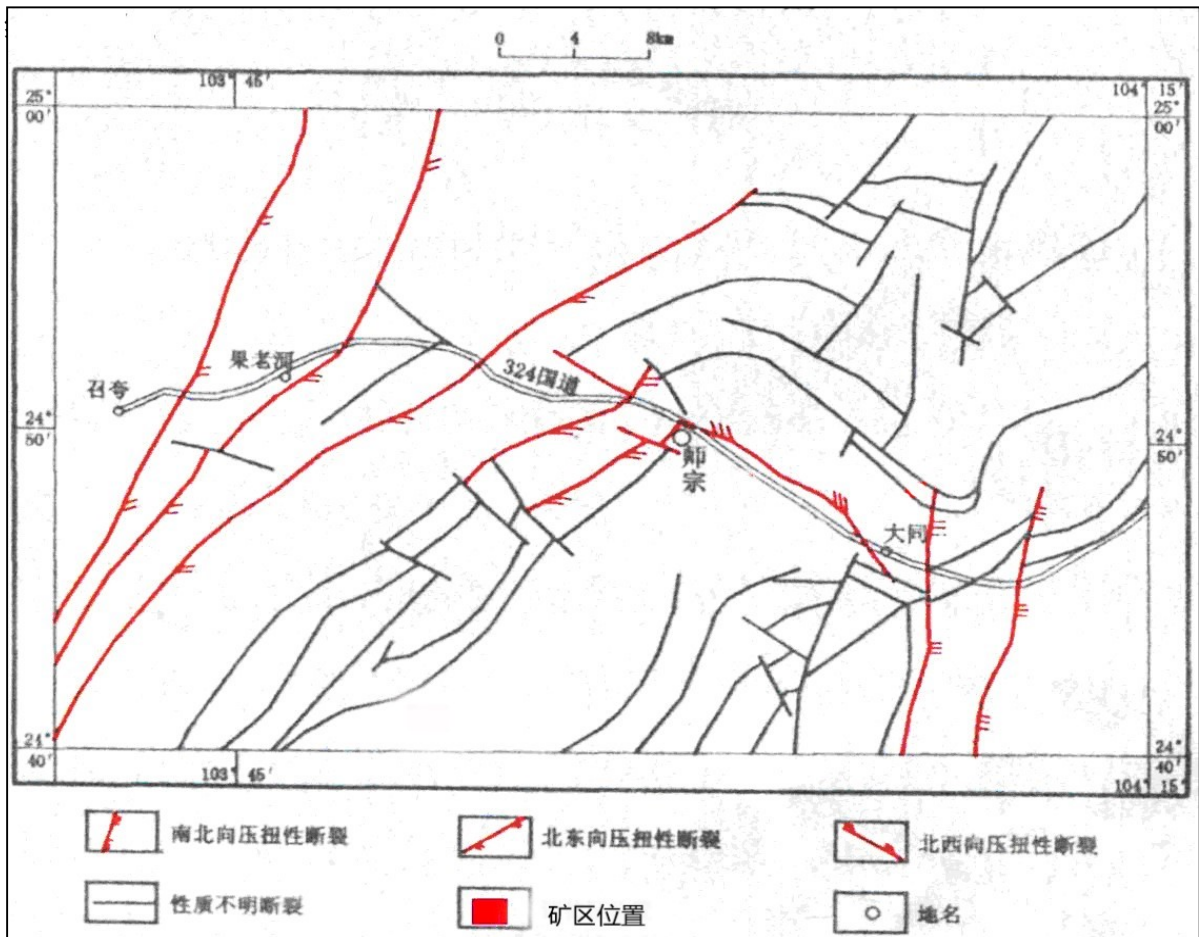 0 4 8km
103° 45′
104° 15′
25° 00′
25° 00′
果老河
召夸
324国道
24° 50′
师宗
24° 50′
大同
24° 40′
24° 40′
103° 45′
104° 15′
南北向压扭性断裂
北东向压扭性断裂
北西向压扭性断裂
性质不明断裂
矿区位置
地名